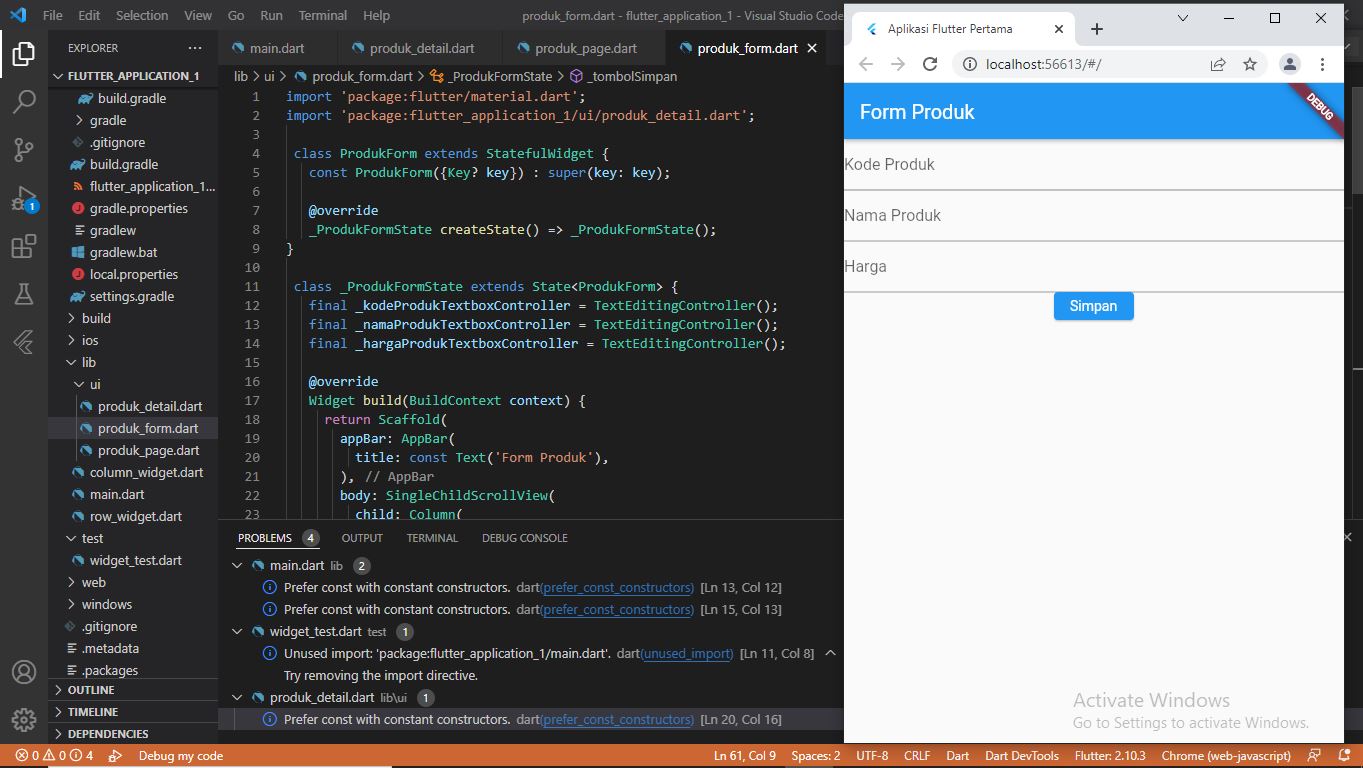 File Edit Selection View Go Run Terminal Help
produk_form.dart - flutter_application_1 - Visual Studio Code
EXPLORER
FLUTTER_APPLICATION_1
build.gradle
gradle
.gitignore
build.gradle
flutter_application_1...
gradle.properties
gradlew
gradlew.bat
local.properties
settings.gradle
build
ios
lib
ui
produk_detail.dart
produk_form.dart
produk_page.dart
column_widget.dart
main.dart
row_widget.dart
test
widget_test.dart
web
windows
.gitignore
.metadata
.packages
OUTLINE
TIMELINE
DEPENDENCIES
1
main.dart produk_detail.dart produk_page.dart produk_form.dart
lib > ui > produk_form.dart > _ProdukFormState > _tombolSimpan
1 import 'package:flutter/material.dart';
2 import 'package:flutter_application_1/ui/produk_detail.dart';
3
4 class ProdukForm extends StatefulWidget {
5 const ProdukForm({Key? key}) : super(key: key);
6
7 @override
8 _ProdukFormState createState() => _ProdukFormState();
9 }
10
11 class _ProdukFormState extends State<ProdukForm> {
12 final _kodeProdukTextboxController = TextEditingController();
13 final _namaProdukTextboxController = TextEditingController();
14 final _hargaProdukTextboxController = TextEditingController();
15
16 @override
17 Widget build(BuildContext context) {
18 return Scaffold(
19 appBar: AppBar(
20 title: const Text('Form Produk'),
21 ), // AppBar
22 body: SingleChildScrollView(
23 child: Column(
PROBLEMS 4 OUTPUT TERMINAL DEBUG CONSOLE
main.dart lib 2
Prefer const with constant constructors. dart(prefer_const_constructors) [Ln 13, Col 12]
Prefer const with constant constructors. dart(prefer_const_constructors) [Ln 15, Col 13]
widget_test.dart test 1
Unused import: 'package:flutter_application_1/main.dart'. dart(unused_import) [Ln 11, Col 8]
Try removing the import directive.
produk_detail.dart lib\ui 1
Prefer const with constant constructors. dart(prefer_const_constructors) [Ln 20, Col 16]
0 0 4 Debug my code
Ln 61, Col 9 Spaces: 2 UTF-8 CRLF Dart Dart DevTools Flutter: 2.10.3 Chrome (web-javascript)
Aplikasi Flutter Pertama
localhost:56613/#/
Form Produk
DEBUG
Kode Produk
Nama Produk
Harga
Simpan
Activate Windows
Go to Settings to activate Windows.